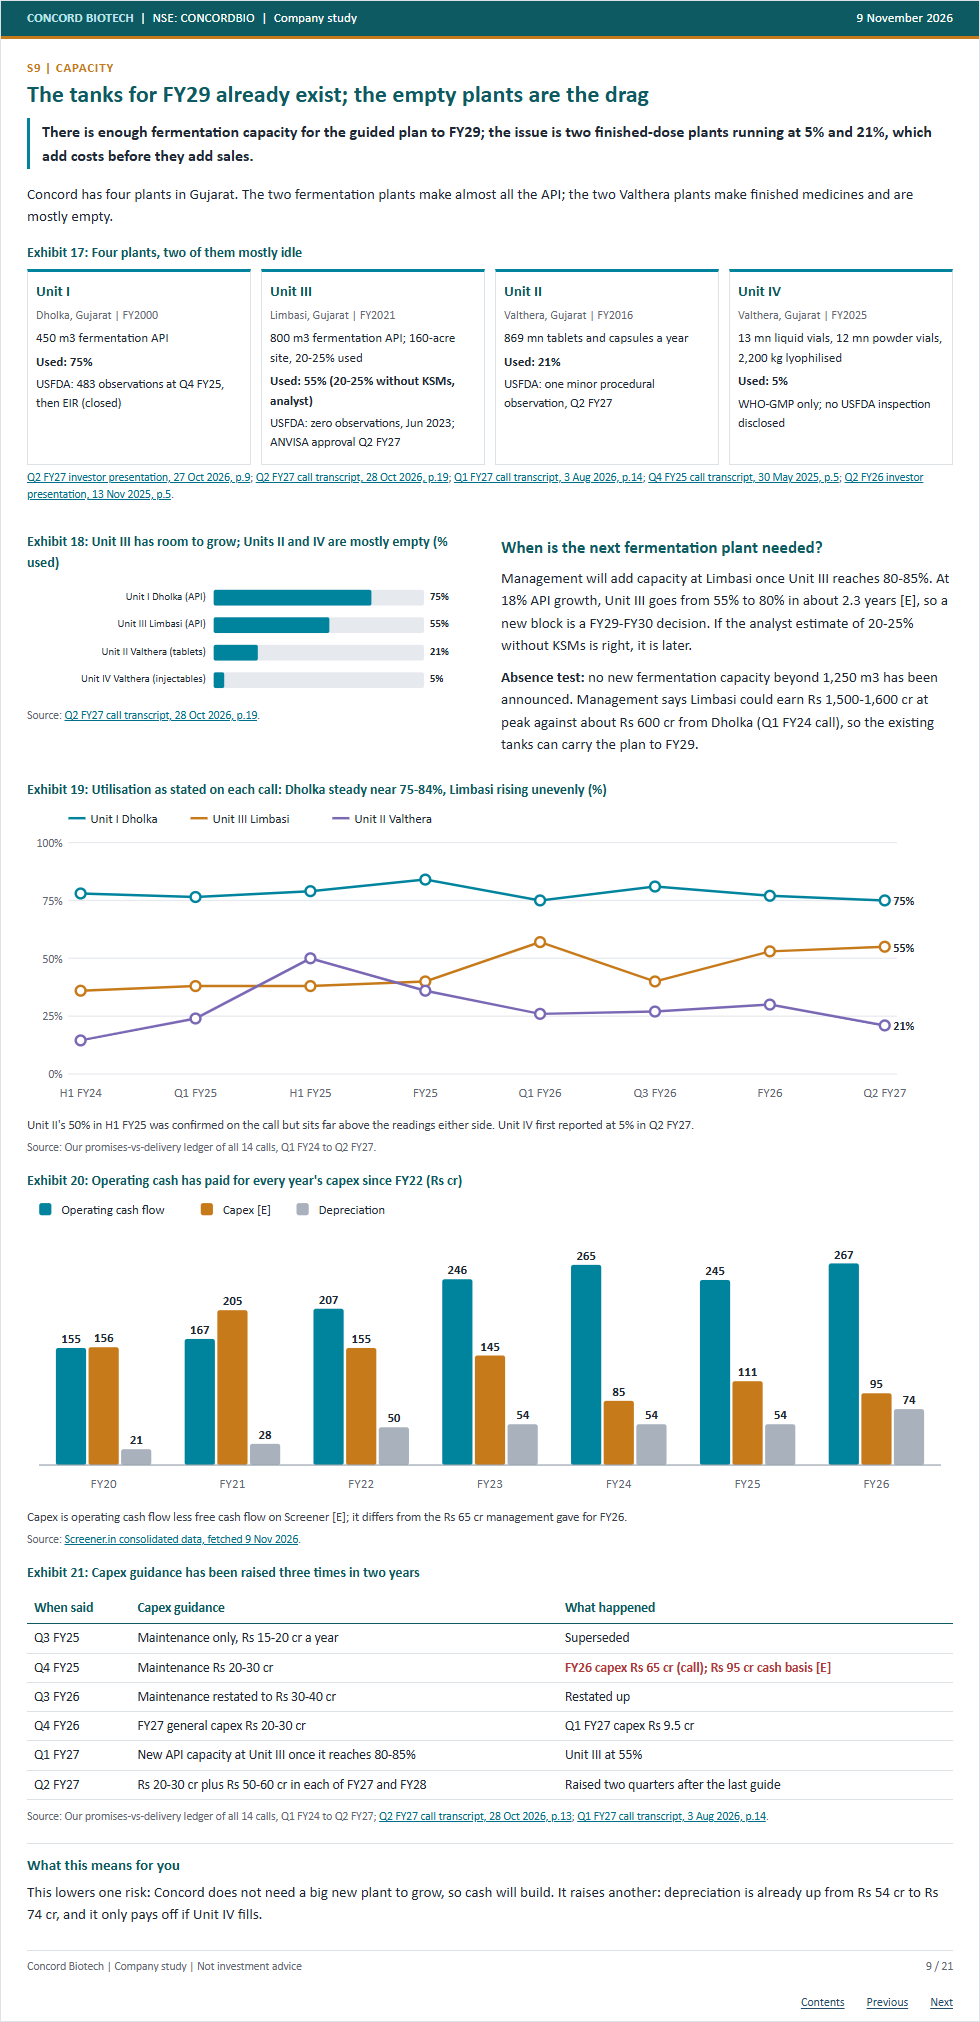 CONCORD BIOTECH | NSE: CONCORDBIO | Company study
9 November 2026
S9 | CAPACITY
The tanks for FY29 already exist; the empty plants are the drag
There is enough fermentation capacity for the guided plan to FY29; the issue is two finished-dose plants running at 5% and 21%, which
add costs before they add sales.
Concord has four plants in Gujarat. The two fermentation plants make almost all the API; the two Valthera plants make finished medicines and are
mostly empty.
Exhibit 17: Four plants, two of them mostly idle
Unit I
Dholka, Gujarat | FY2000
450 m3 fermentation API
Used: 75%
USFDA: 483 observations at Q4 FY25,
then EIR (closed)
Unit III
Limbasi, Gujarat | FY2021
800 m3 fermentation API; 160-acre
site, 20-25% used
Used: 55% (20-25% without KSMs,
analyst)
USFDA: zero observations, Jun 2023;
ANVISA approval Q2 FY27
Unit II
Valthera, Gujarat | FY2016
869 mn tablets and capsules a year
Used: 21%
USFDA: one minor procedural
observation, Q2 FY27
Unit IV
Valthera, Gujarat | FY2025
13 mn liquid vials, 12 mn powder vials,
2,200 kg lyophilised
Used: 5%
WHO-GMP only; no USFDA inspection
disclosed
Q2 FY27 investor presentation, 27 Oct 2026, p.9; Q2 FY27 call transcript, 28 Oct 2026, p.19; Q1 FY27 call transcript, 3 Aug 2026, p.14; Q4 FY25 call transcript, 30 May 2025, p.5; Q2 FY26 investor
presentation, 13 Nov 2025, p.5.
Exhibit 18: Unit III has room to grow; Units II and IV are mostly empty (%
used)
Unit I Dholka (API)
75%
Unit III Limbasi (API)
55%
Unit II Valthera (tablets)
21%
Unit IV Valthera (injectables)
5%
Source: Q2 FY27 call transcript, 28 Oct 2026, p.19.
When is the next fermentation plant needed?
Management will add capacity at Limbasi once Unit III reaches 80-85%. At
18% API growth, Unit III goes from 55% to 80% in about 2.3 years [E], so a
new block is a FY29-FY30 decision. If the analyst estimate of 20-25%
without KSMs is right, it is later.
Absence test: no new fermentation capacity beyond 1,250 m3 has been
announced. Management says Limbasi could earn Rs 1,500-1,600 cr at
peak against about Rs 600 cr from Dholka (Q1 FY24 call), so the existing
tanks can carry the plan to FY29.
Exhibit 19: Utilisation as stated on each call: Dholka steady near 75-84%, Limbasi rising unevenly (%)
Unit I Dholka
Unit III Limbasi
Unit II Valthera
100%
75%
50%
25%
0%
75%
55%
21%
H1 FY24
Q1 FY25
H1 FY25
FY25
Q1 FY26
Q3 FY26
FY26
Q2 FY27
Unit II's 50% in H1 FY25 was confirmed on the call but sits far above the readings either side. Unit IV first reported at 5% in Q2 FY27.
Source: Our promises-vs-delivery ledger of all 14 calls, Q1 FY24 to Q2 FY27.
Exhibit 20: Operating cash has paid for every year's capex since FY22 (Rs cr)
Operating cash flow
Capex [E]
Depreciation
155 156 21
167 205 28
207 155 50
246 145 54
265 85 54
245 111 54
267 95 74
FY20
FY21
FY22
FY23
FY24
FY25
FY26
Capex is operating cash flow less free cash flow on Screener [E]; it differs from the Rs 65 cr management gave for FY26.
Source: Screener.in consolidated data, fetched 9 Nov 2026.
Exhibit 21: Capex guidance has been raised three times in two years
When said Capex guidance What happened
Q3 FY25 Maintenance only, Rs 15-20 cr a year Superseded
Q4 FY25 Maintenance Rs 20-30 cr FY26 capex Rs 65 cr (call); Rs 95 cr cash basis [E]
Q3 FY26 Maintenance restated to Rs 30-40 cr Restated up
Q4 FY26 FY27 general capex Rs 20-30 cr Q1 FY27 capex Rs 9.5 cr
Q1 FY27 New API capacity at Unit III once it reaches 80-85% Unit III at 55%
Q2 FY27 Rs 20-30 cr plus Rs 50-60 cr in each of FY27 and FY28 Raised two quarters after the last guide
Source: Our promises-vs-delivery ledger of all 14 calls, Q1 FY24 to Q2 FY27; Q2 FY27 call transcript, 28 Oct 2026, p.13; Q1 FY27 call transcript, 3 Aug 2026, p.14.
What this means for you
This lowers one risk: Concord does not need a big new plant to grow, so cash will build. It raises another: depreciation is already up from Rs 54 cr to Rs
74 cr, and it only pays off if Unit IV fills.
Concord Biotech | Company study | Not investment advice
9 / 21
Contents
Previous
Next